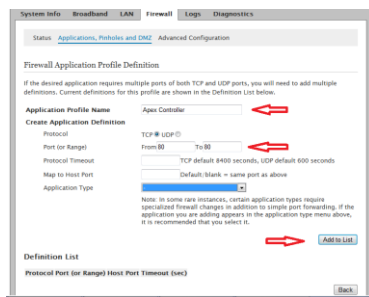 System Info Broadband LAN Firewall Logs Diagnostics
Status Applications, Pinholes and DMZ Advanced Configuration
Firewall Application Profile Definition
If the desired application requires multiple ports of both TCP and UDP ports, you will need to add multiple
definitions. Current definitions for this profile are shown in the Definition List below.
Application Profile Name Apex Controller
Create Application Definition
Protocol TCP UDP
Port (or Range) From 80 To 80
Protocol Timeout TCP default 8400 seconds, UDP default 600 seconds
Map to Host Port Default/blank = same port as above
Application Type -
Note: In some rare instances, certain application types require
specialized firewall changes in addition to simple port forwarding. If the
application you are adding appears in the application type menu above,
it is recommended that you select it.
Add to List
Definition List
Protocol Port (or Range) Host Port Timeout (sec)
Back